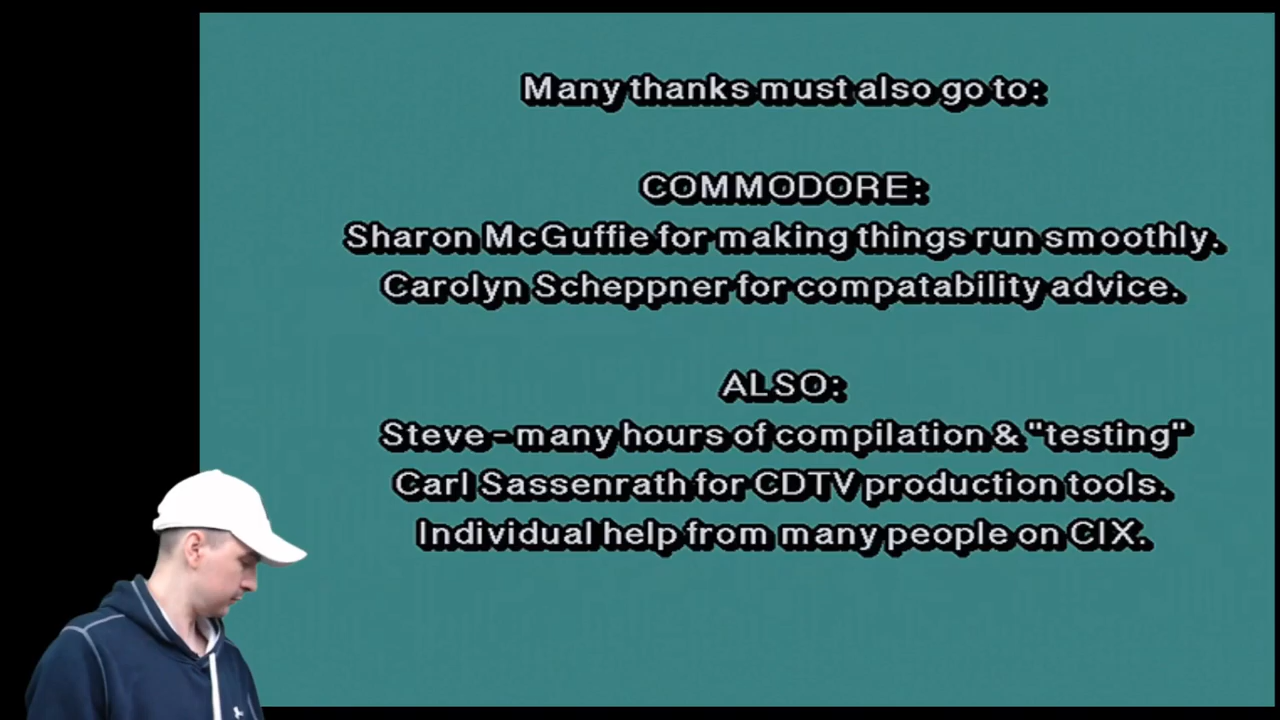 Many thanks must also go to:
COMMODORE:
Sharon McGuffie for making things run smoothly.
Carolyn Scheppner for compatability advice.
ALSO:
Steve - many hours of compilation & "testing"
Carl Sassenrath for CDTV production tools.
Individual help from many people on CIX.